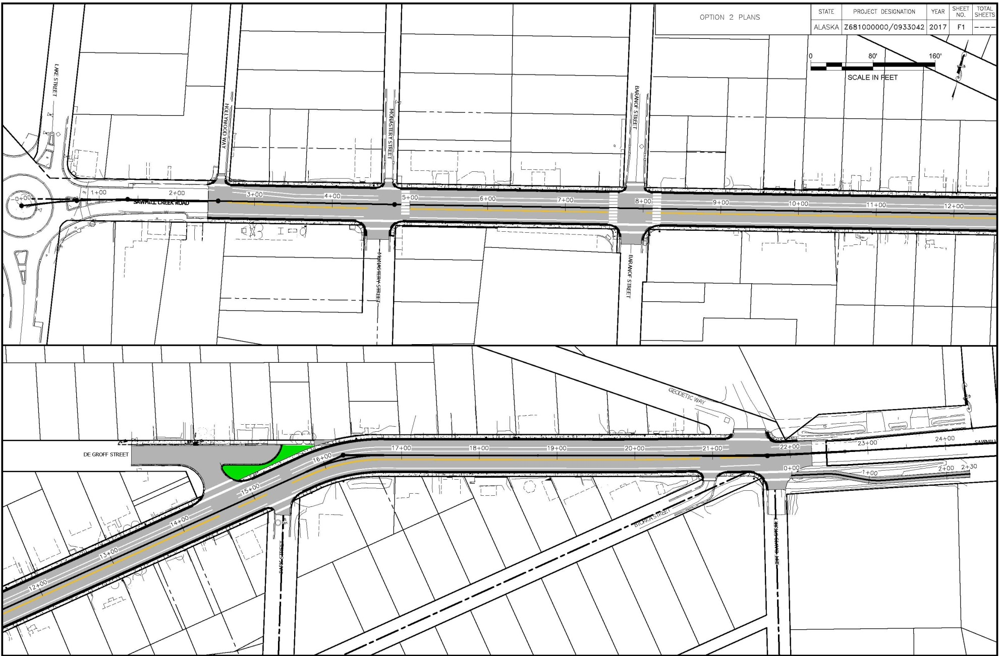 OPTION 2 PLANS
STATE PROJECT DESIGNATION YEAR SHEET NO. TOTAL SHEETS
ALASKA Z681000000/0933042 2017 F1 ----
0 80' 160'
SCALE IN FEET
LAKE STREET
HOLLYWOOD WAY
MONASTERY STREET
BARANOF STREET
0+00 1+00 2+00 3+00 4+00 5+00 6+00 7+00 8+00 9+00 10+00 11+00 12+00
SAWMILL CREEK ROAD
MONASTERY STREET
BARANOF STREET
GEODETIC WAY
DE GROFF STREET
12+00 13+00 14+00 15+00 16+00 17+00 18+00 19+00 20+00 21+00 22+00 23+00 24+00
SAWMILL
0+00 1+00 2+00 2+30
PARK STREET
BIORKA STREET
JEFF DAVIS STREET